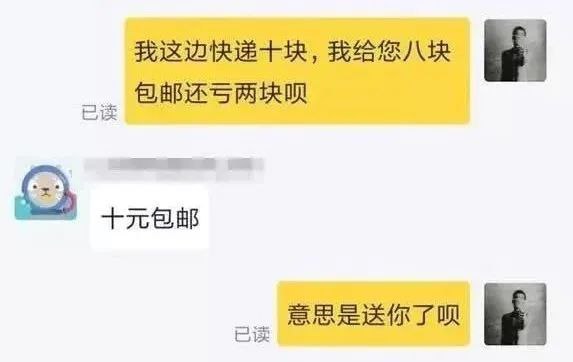 我这边快递十块，我给您八块
包邮还亏两块呗
已读
十元包邮
意思是送你了呗
已读